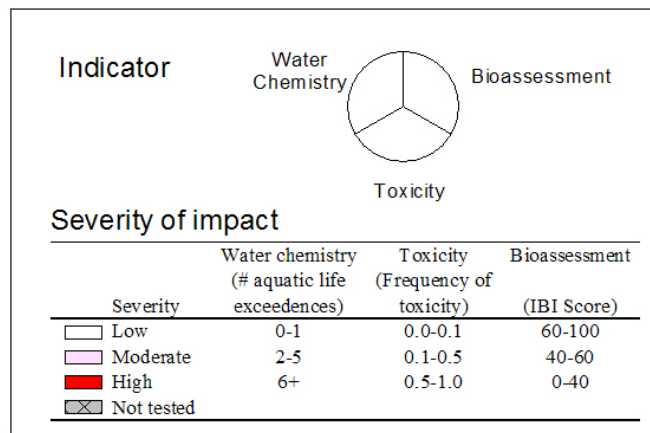 Indicator
Water
Chemistry
Bioassessment
Toxicity
Severity of impact
Water chemistry Toxicity Bioassessment
(# aquatic life (Frequency of
Severity exceedences) toxicity) (IBI Score)
Low 0-1 0.0-0.1 60-100
Moderate 2-5 0.1-0.5 40-60
High 6+ 0.5-1.0 0-40
Not tested